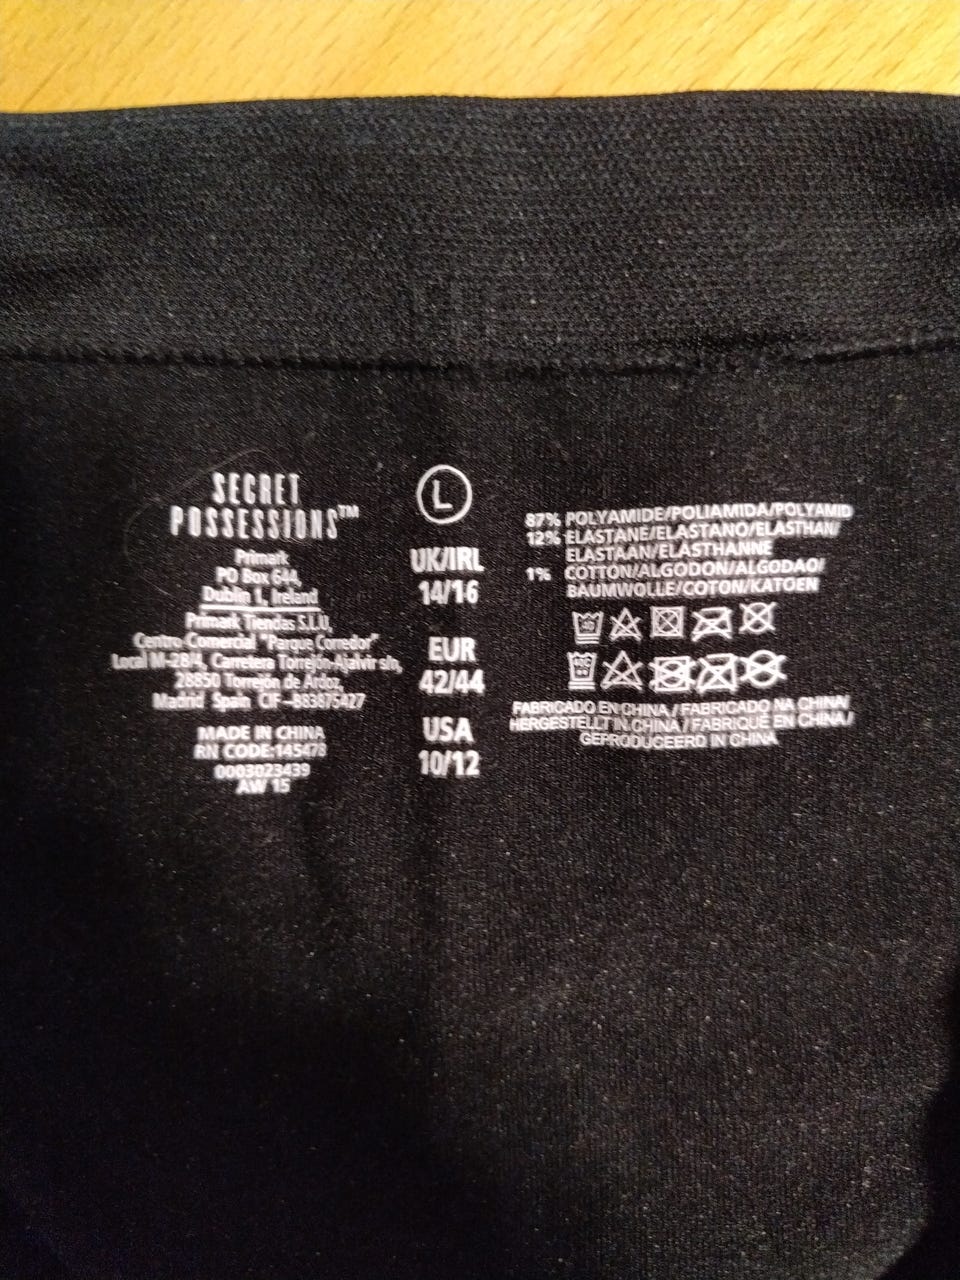 SECRET
POSSESSIONS™
Primark
PO Box 644,
Dublin 1, Ireland
Primark Tiendas S.L.U,
Centro Comercial "Parque Corredor"
Local M-2B/4, Carretera Torrejón-Ajalvir s/n,
28850 Torrejón de Ardoz,
Madrid Spain CIF-B83875427
MADE IN CHINA
RN CODE:145478
0003023439
AW 15
L
UK/IRL
14/16
EUR
42/44
USA
10/12
87% POLYAMIDE/POLIAMIDA/POLYAMID
12% ELASTANE/ELASTANO/ELASTHAN/
ELASTAAN/ELASTHANNE
1% COTTON/ALGODON/ALGODAO/
BAUMWOLLE/COTON/KATOEN
FABRICADO EN CHINA / FABRICADO NA CHINA/
HERGESTELLT IN CHINA / FABRIQUÉ EN CHINA /
GEPRODUCEERD IN CHINA